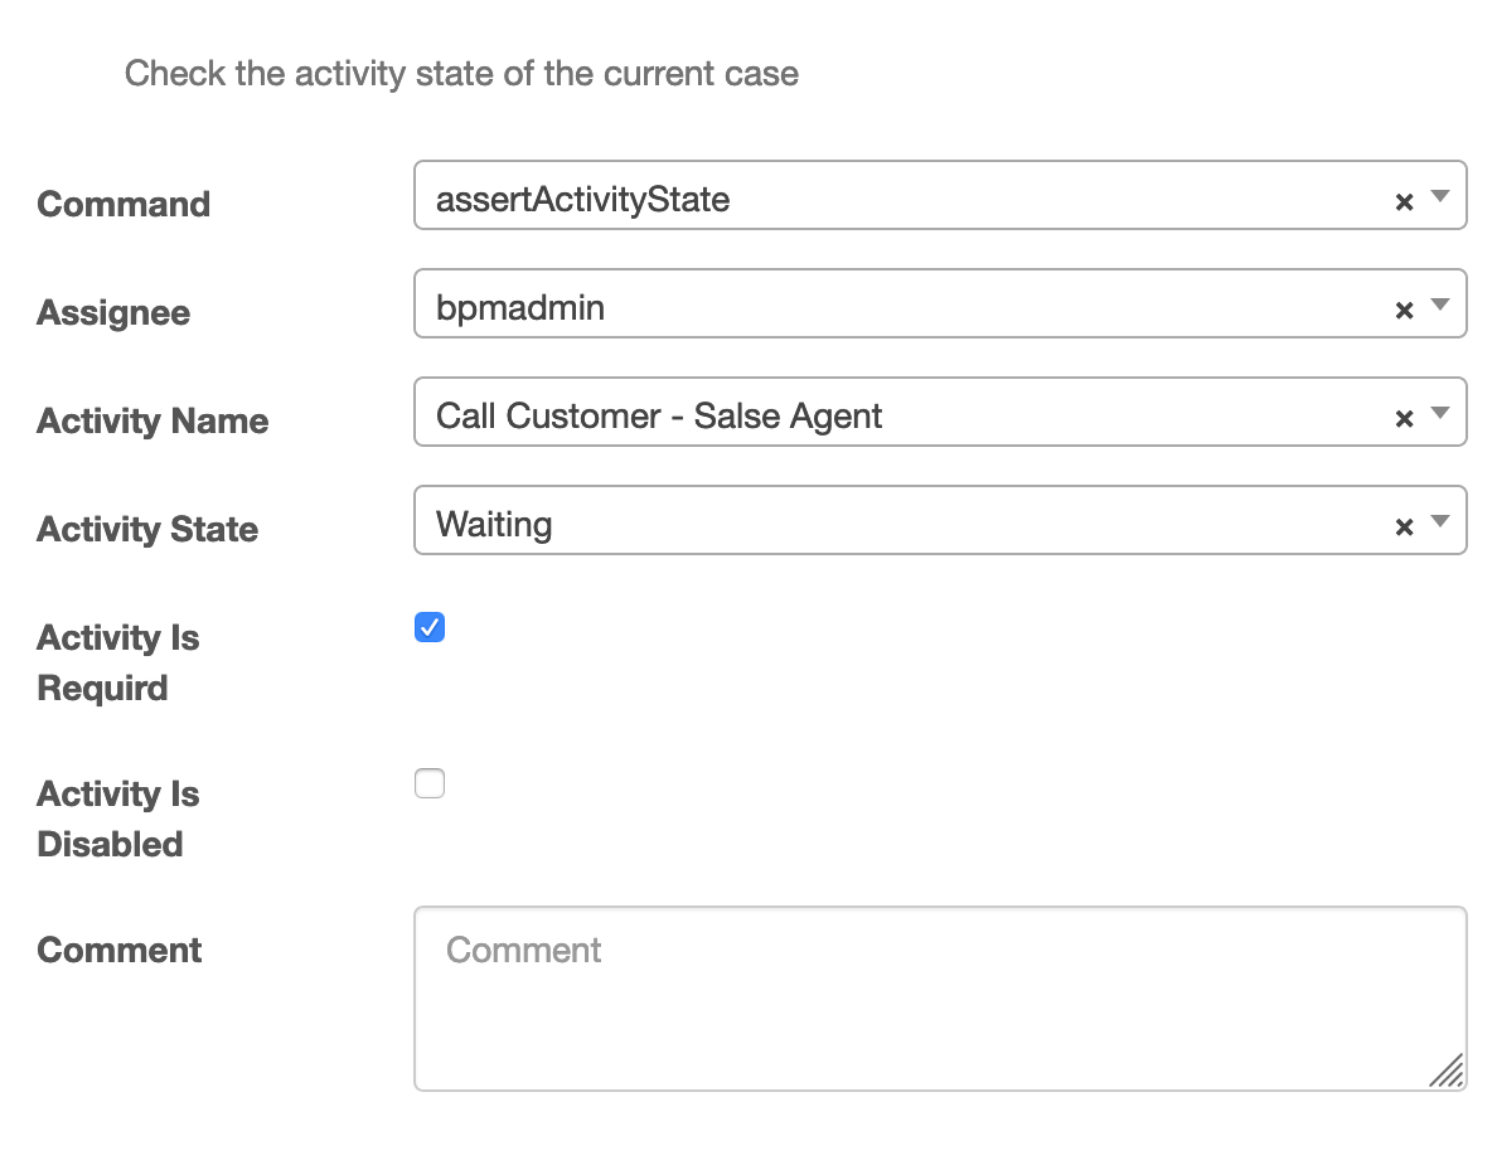 Check the activity state of the current case
Command
assertActivityState
Assignee
bpmadmin
Activity Name
Call Customer - Salse Agent
Activity State
Waiting
Activity Is
Requird
Activity Is
Disabled
Comment
Comment